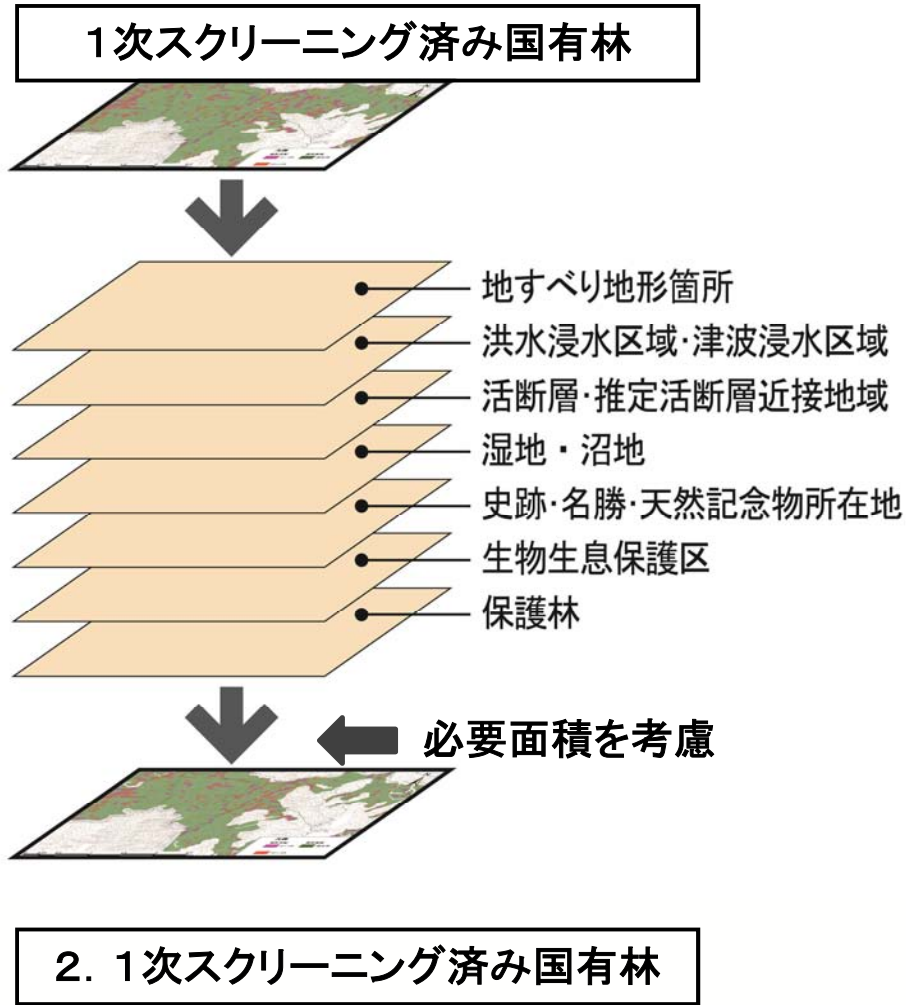 1次スクリーニング済み国有林
地すべり地形箇所
洪水浸水区域・津波浸水区域
活断層・推定活断層近接地域
湿地・沼地
史跡・名勝・天然記念物所在地
生物生息保護区
保護林
必要面積を考慮
2．1次スクリーニング済み国有林